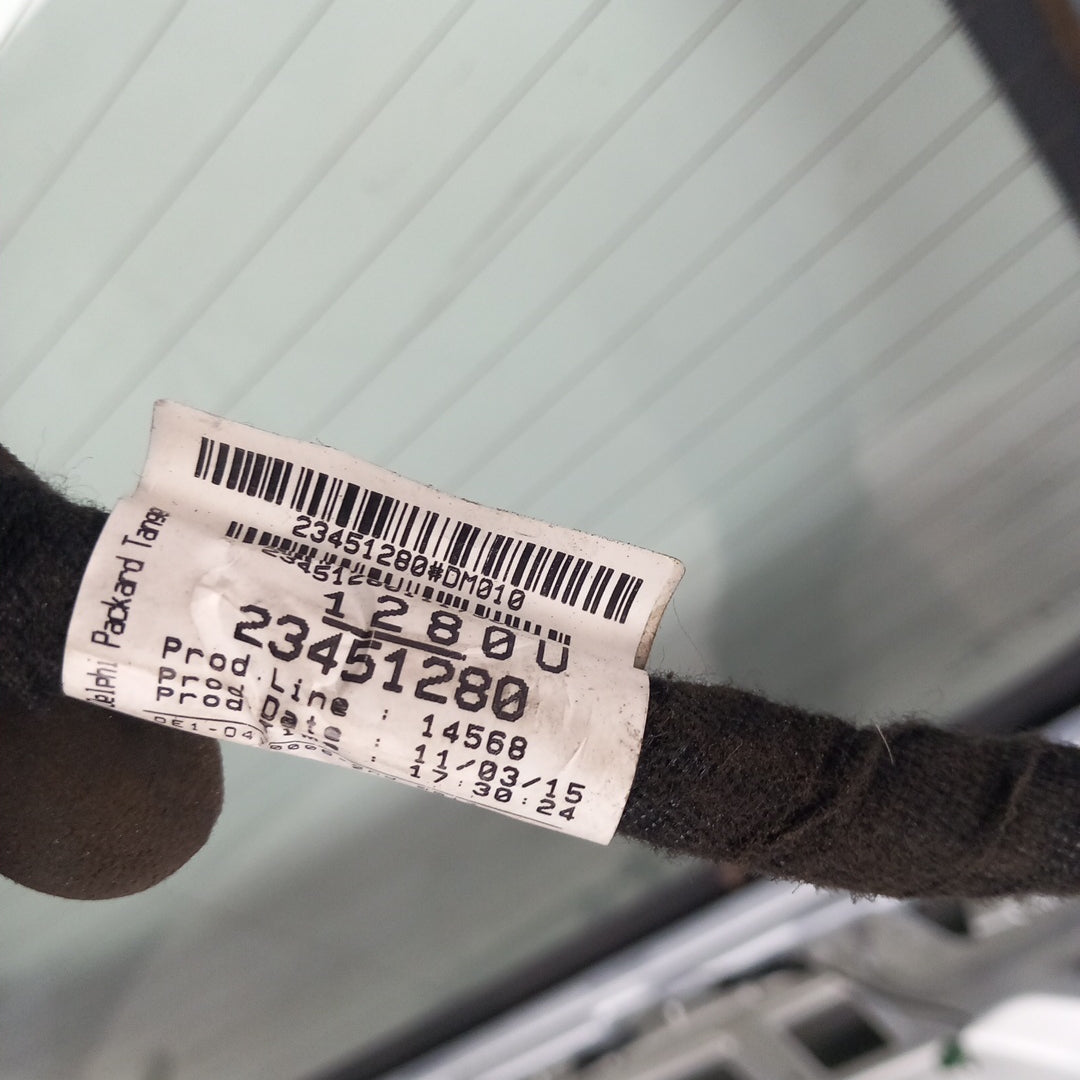 23451280#DM010
1280U
23451280
Prod.Line : 14568
Prod.Date : 11/03/15
17:30:24
Packard